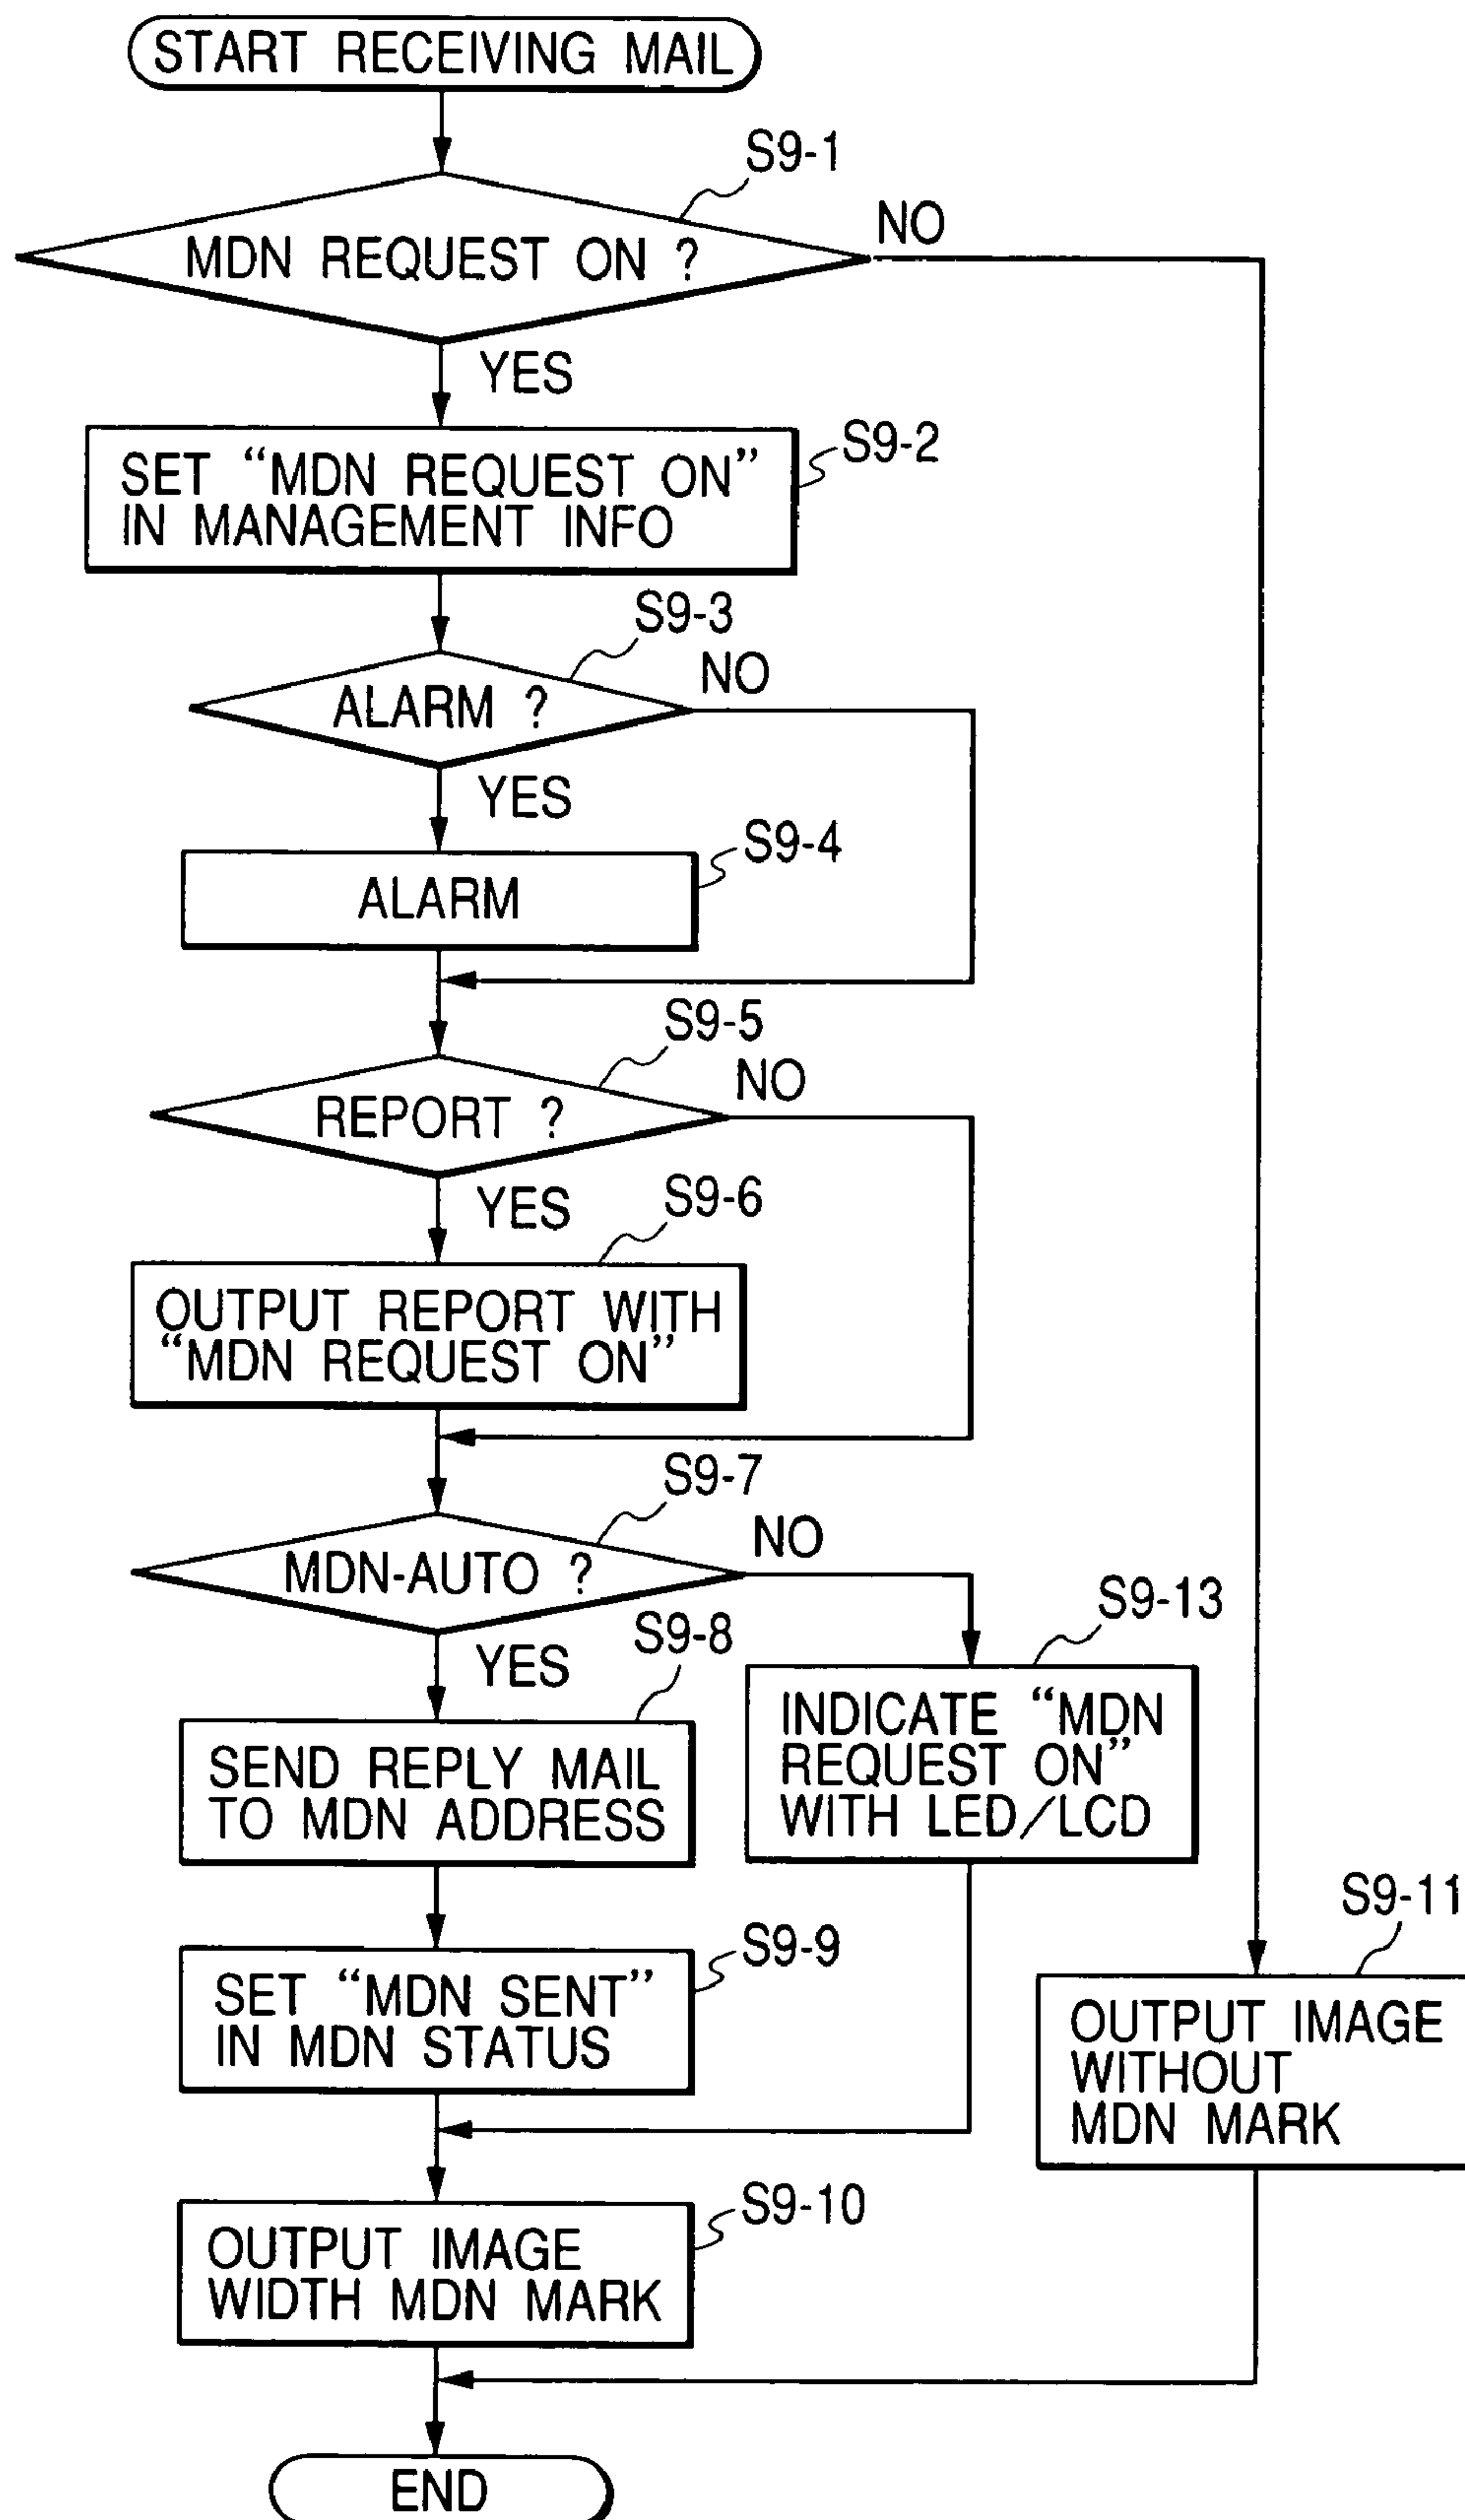 START RECEIVING MAIL
S9-1
MDN REQUEST ON ?
NO
YES
S9-2
SET “MDN REQUEST ON”
IN MANAGEMENT INFO
S9-3
ALARM ?
NO
YES
S9-4
ALARM
S9-5
REPORT ?
NO
YES
S9-6
OUTPUT REPORT WITH
“MDN REQUEST ON”
S9-7
MDN-AUTO ?
NO
YES
S9-8
SEND REPLY MAIL
TO MDN ADDRESS
S9-13
INDICATE “MDN
REQUEST ON”
WITH LED/LCD
S9-9
SET “MDN SENT”
IN MDN STATUS
S9-11
OUTPUT IMAGE
WITHOUT
MDN MARK
S9-10
OUTPUT IMAGE
WIDTH MDN MARK
END